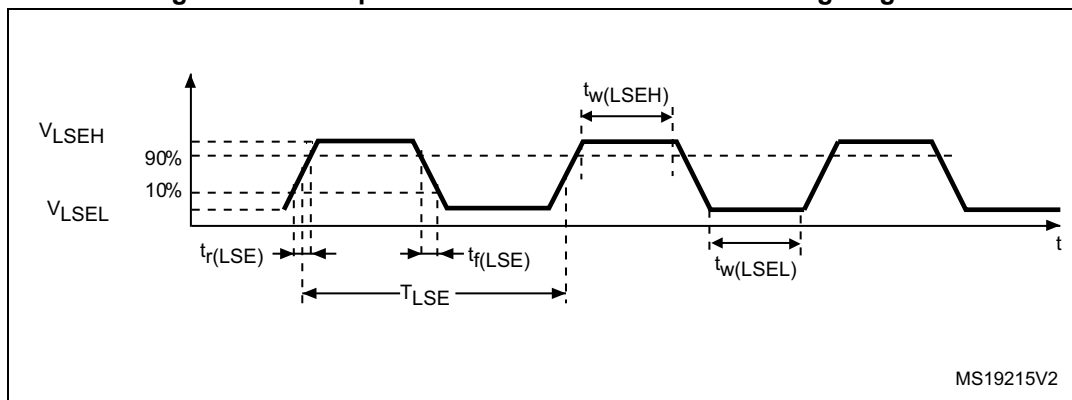 tw(LSEH)
VLSEH
90%
10%
VLSEL
tr(LSE)
tf(LSE)
TLSE
tw(LSEL)
t
MS19215V2